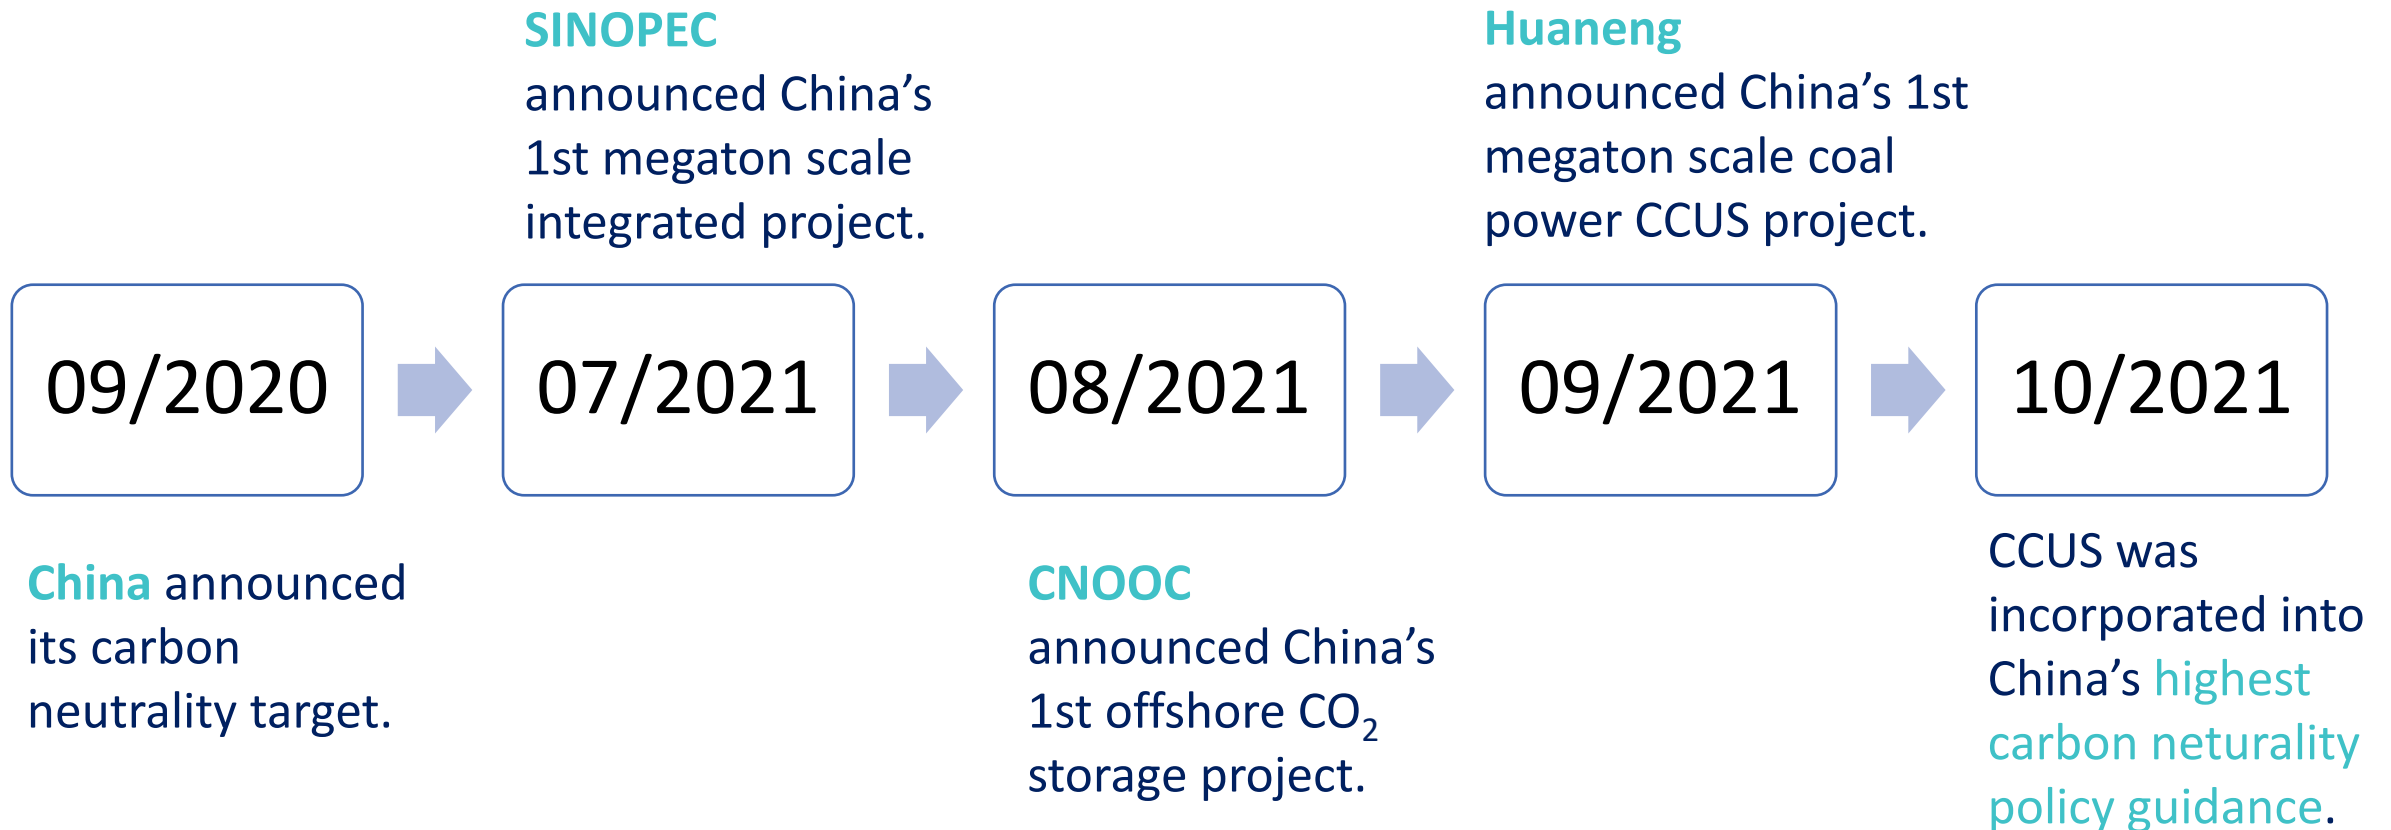 SINOPEC
announced China’s
1st megaton scale
integrated project.
Huaneng
announced China’s 1st
megaton scale coal
power CCUS project.
09/2020
07/2021
08/2021
09/2021
10/2021
China announced
its carbon
neutrality target.
CNOOC
announced China’s
1st offshore CO₂
storage project.
CCUS was
incorporated into
China’s highest
carbon neturality
policy guidance.